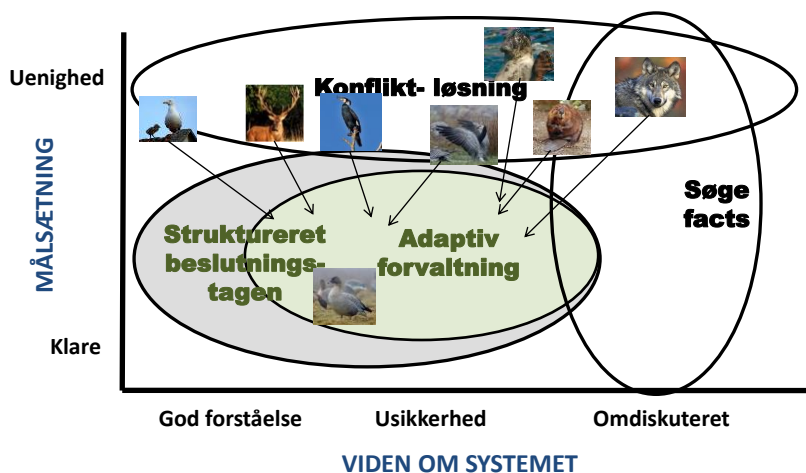 Uenighed
Konflikt- løsning
MÅLSÆTNING
Søge
facts
Struktureret
beslutnings-
tagen
Adaptiv
forvaltning
Klare
God forståelse
Usikkerhed
Omdiskuteret
VIDEN OM SYSTEMET